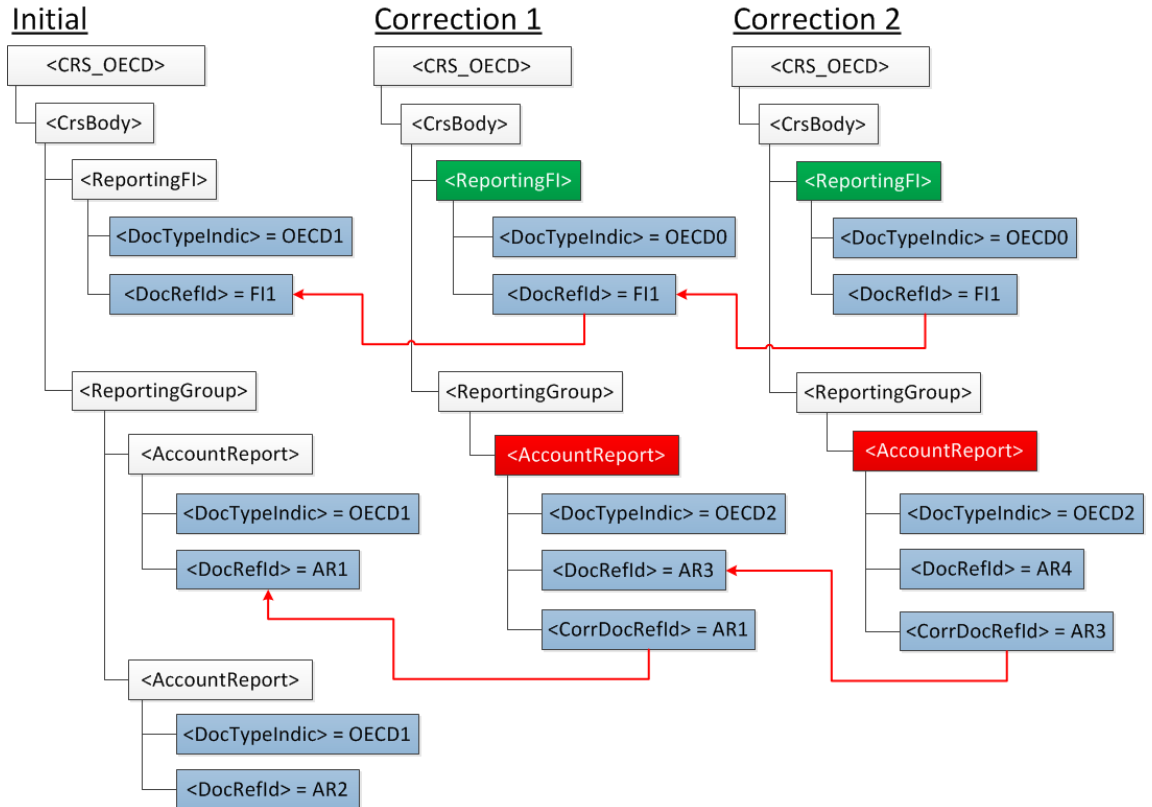 Initial
<CRS_OECD>
<CrsBody>
<ReportingFI>
<DocTypeIndic> = OECD1
<DocRefId> = FI1
<ReportingGroup>
<AccountReport>
<DocTypeIndic> = OECD1
<DocRefId> = AR1
<AccountReport>
<DocTypeIndic> = OECD1
<DocRefId> = AR2
Correction 1
<CRS_OECD>
<CrsBody>
<ReportingFI>
<DocTypeIndic> = OECD0
<DocRefId> = FI1
<ReportingGroup>
<AccountReport>
<DocTypeIndic> = OECD2
<DocRefId> = AR3
<CorrDocRefId> = AR1
Correction 2
<CRS_OECD>
<CrsBody>
<ReportingFI>
<DocTypeIndic> = OECD0
<DocRefId> = FI1
<ReportingGroup>
<AccountReport>
<DocTypeIndic> = OECD2
<DocRefId> = AR4
<CorrDocRefId> = AR3